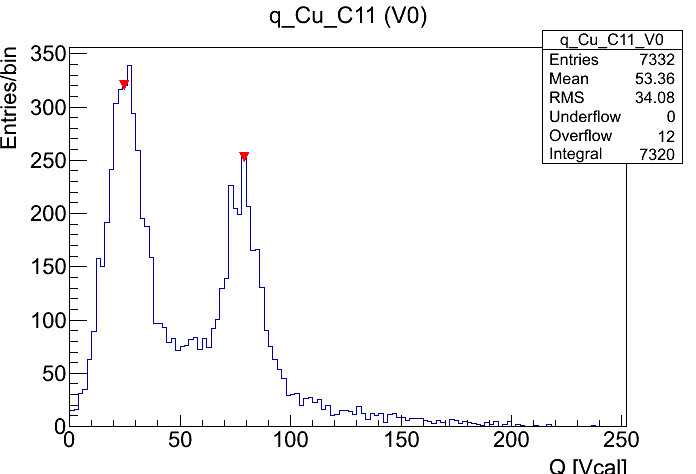 q_Cu_C11 (V0)
q_Cu_C11_V0
Entries 7332
Mean 53.36
RMS 34.08
Underflow 0
Overflow 12
Integral 7320
Entries/bin
350
300
250
200
150
100
50
0
0 50 100 150 200 250
Q [Vcal]